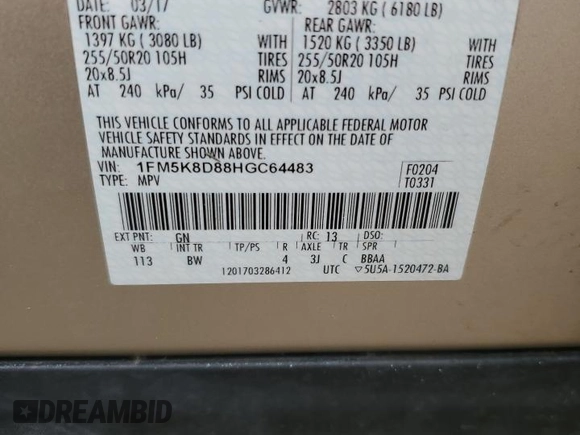 DATE: 03/17 GVWR: 2803 KG ( 6180 LB)
FRONT GAWR: REAR GAWR:
1397 KG ( 3080 LB) WITH 1520 KG ( 3350 LB) WITH
255/50R20 105H TIRES 255/50R20 105H TIRES
20x8.5J RIMS 20x8.5J RIMS
AT 240 kPa/ 35 PSI COLD AT 240 kPa/ 35 PSI COLD
THIS VEHICLE CONFORMS TO ALL APPLICABLE FEDERAL MOTOR
VEHICLE SAFETY STANDARDS IN EFFECT ON THE DATE OF
MANUFACTURE SHOWN ABOVE.
VIN: 1FM5K8D88HGC64483 F0204
TYPE: MPV T0331
EXT PNT: GN RC: 13 DSO:
WB INT TR TP/PS R AXLE TR SPR
113 BW 4 3J C BBAA
1201703286412 UTC ▽5U5A-1520472-BA
DREAMBID